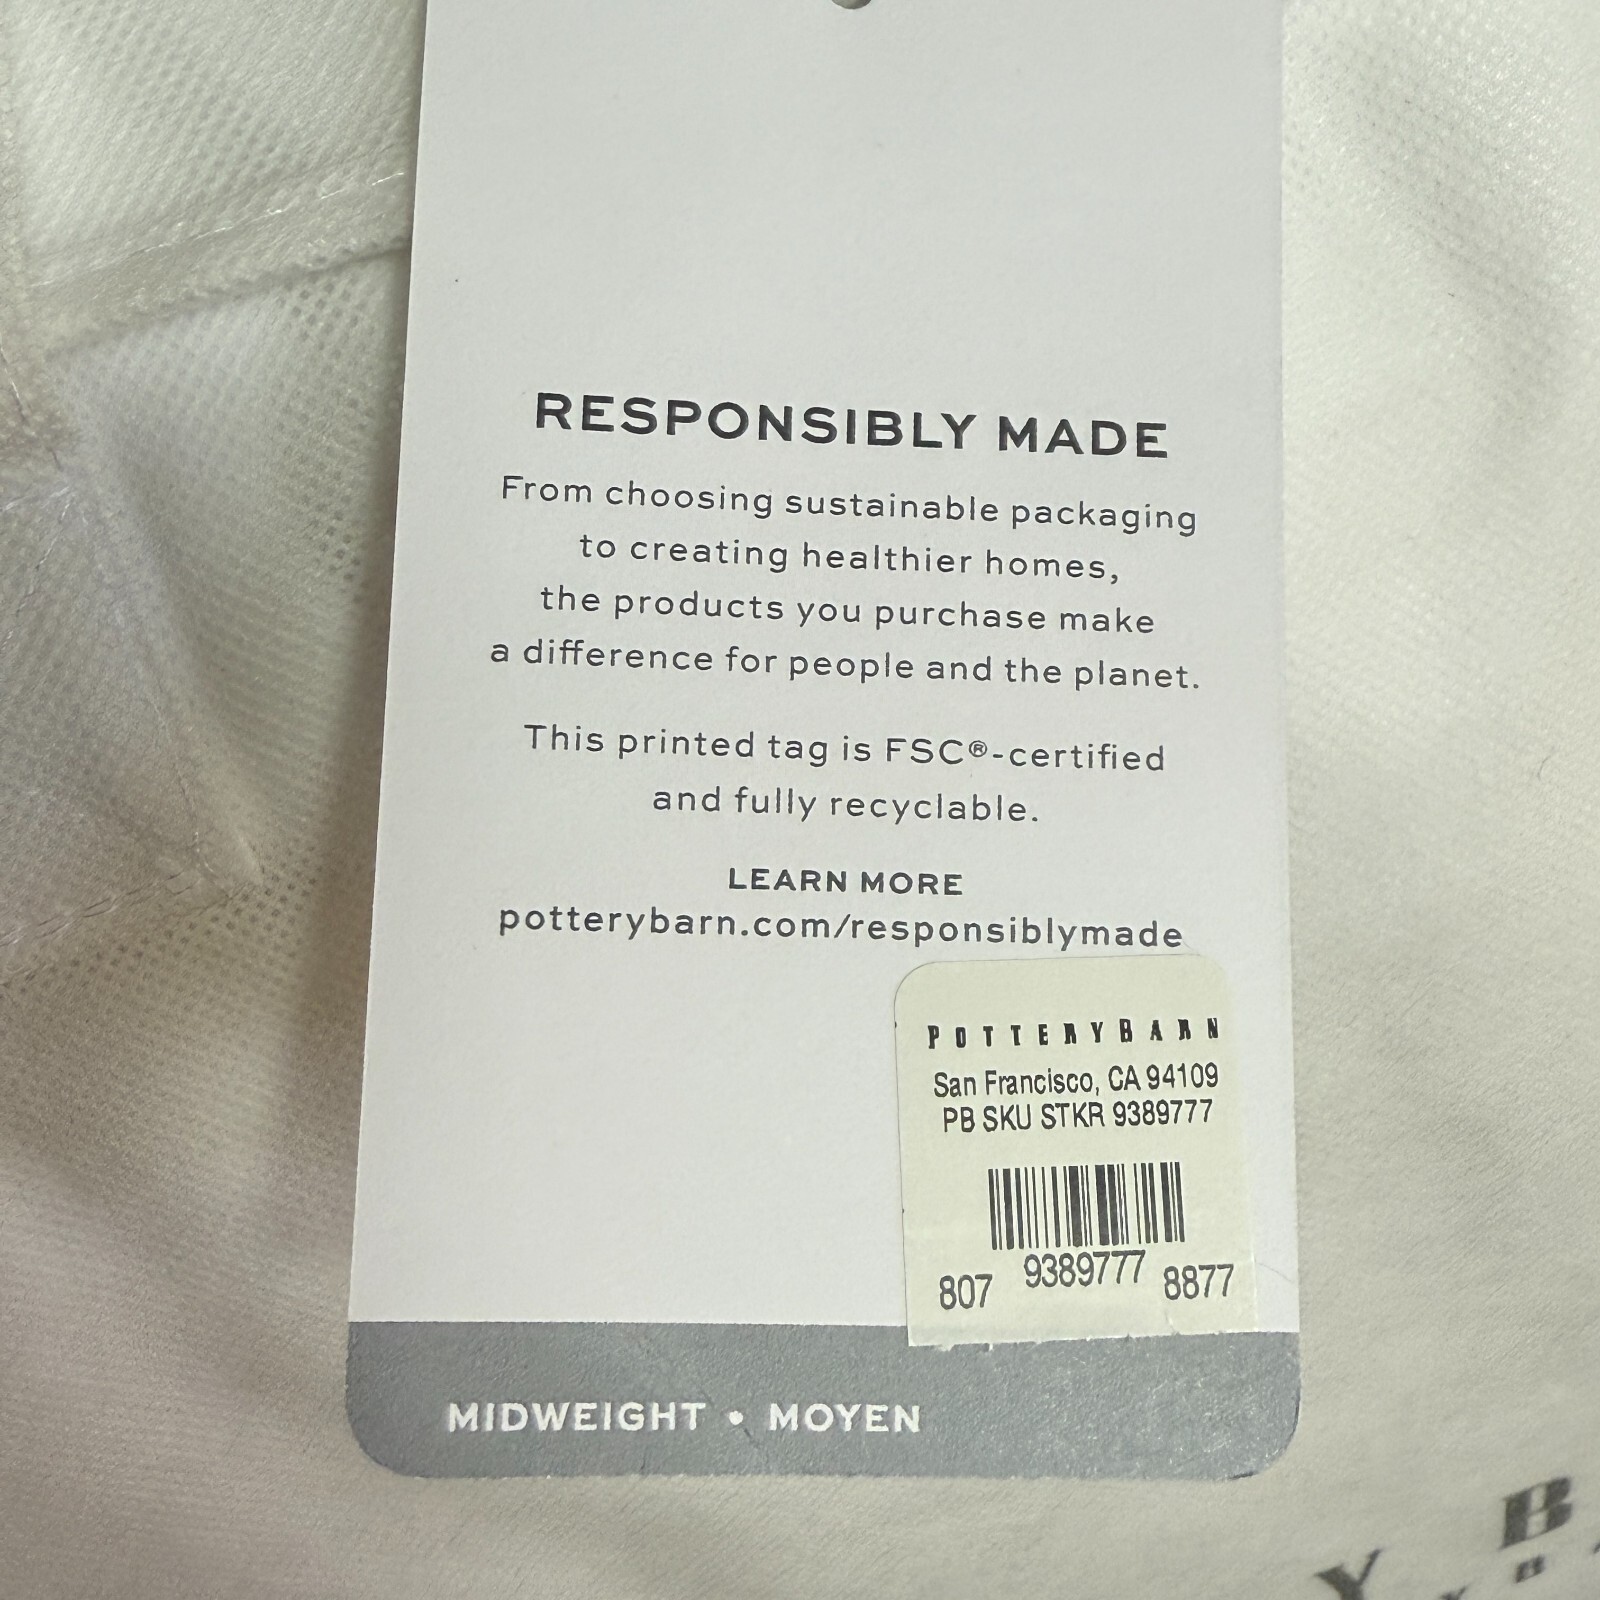 RESPONSIBLY MADE
From choosing sustainable packaging
to creating healthier homes,
the products you purchase make
a difference for people and the planet.
This printed tag is FSC®-certified
and fully recyclable.
LEARN MORE
potterybarn.com/responsiblymade
POTTERYBARN
San Francisco, CA 94109
PB SKU STKR 9389777
807 9389777 8877
MIDWEIGHT • MOYEN
Y B